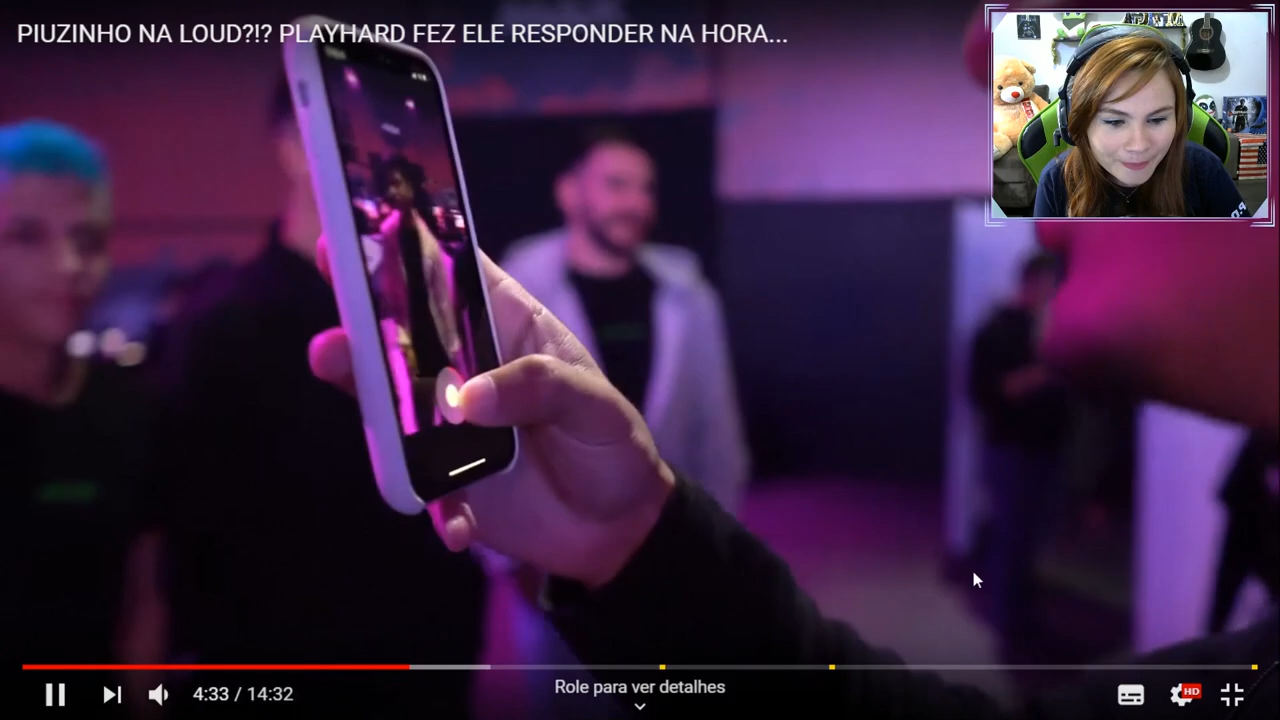 PIUZINHO NA LOUD?!? PLAYHARD FEZ ELE RESPONDER NA HORA...
4:33 / 14:32
Role para ver detalhes
HD